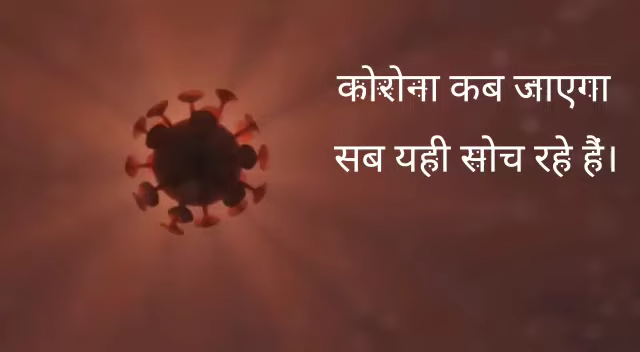 कोरोना कब जाएगा
सब यही सोच रहे हैं।